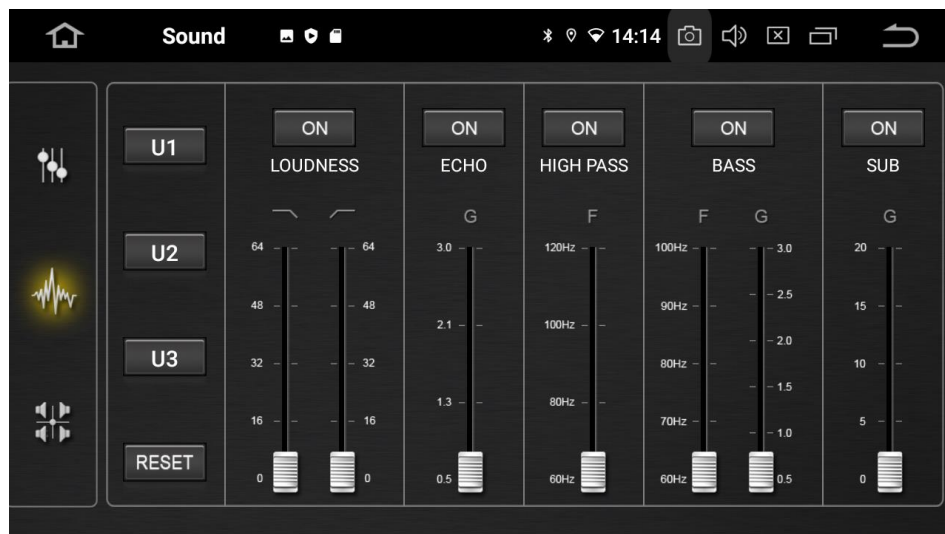 Sound 14:14
U1
U2
U3
RESET
ON
LOUDNESS
64 64
48 48
32 32
16 16
0 0
ON
ECHO
G
3.0
2.1
1.3
0.5
ON
HIGH PASS
F
120Hz
100Hz
80Hz
60Hz
ON
BASS
F G
100Hz 3.0
90Hz 2.5
2.0
80Hz 1.5
70Hz 1.0
60Hz 0.5
ON
SUB
G
20
15
10
5
0